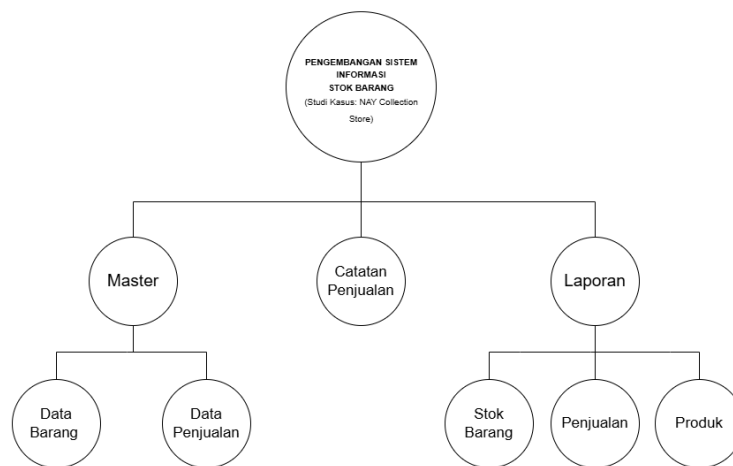 PENGEMBANGAN SISTEM
INFORMASI
STOK BARANG
(Studi Kasus: NAY Collection
Store)
Master
Catatan
Penjualan
Laporan
Data
Barang
Data
Penjualan
Stok
Barang
Penjualan
Produk